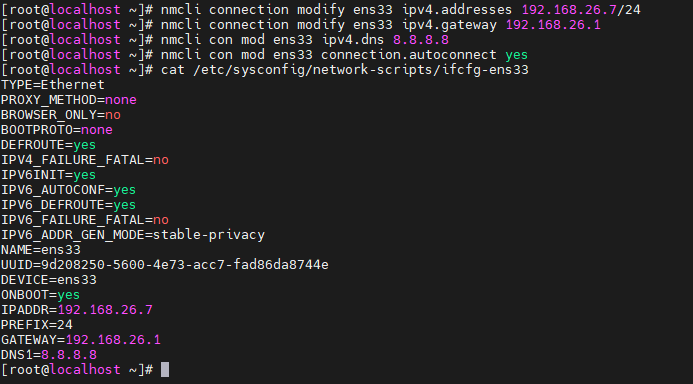 [root@localhost ~]# nmcli connection modify ens33 ipv4.addresses 192.168.26.7/24
[root@localhost ~]# nmcli connection modify ens33 ipv4.gateway 192.168.26.1
[root@localhost ~]# nmcli con mod ens33 ipv4.dns 8.8.8.8
[root@localhost ~]# nmcli con mod ens33 connection.autoconnect yes
[root@localhost ~]# cat /etc/sysconfig/network-scripts/ifcfg-ens33
TYPE=Ethernet
PROXY_METHOD=none
BROWSER_ONLY=no
BOOTPROTO=none
DEFROUTE=yes
IPV4_FAILURE_FATAL=no
IPV6INIT=yes
IPV6_AUTOCONF=yes
IPV6_DEFROUTE=yes
IPV6_FAILURE_FATAL=no
IPV6_ADDR_GEN_MODE=stable-privacy
NAME=ens33
UUID=9d208250-5600-4e73-acc7-fad86da8744e
DEVICE=ens33
ONBOOT=yes
IPADDR=192.168.26.7
PREFIX=24
GATEWAY=192.168.26.1
DNS1=8.8.8.8
[root@localhost ~]#